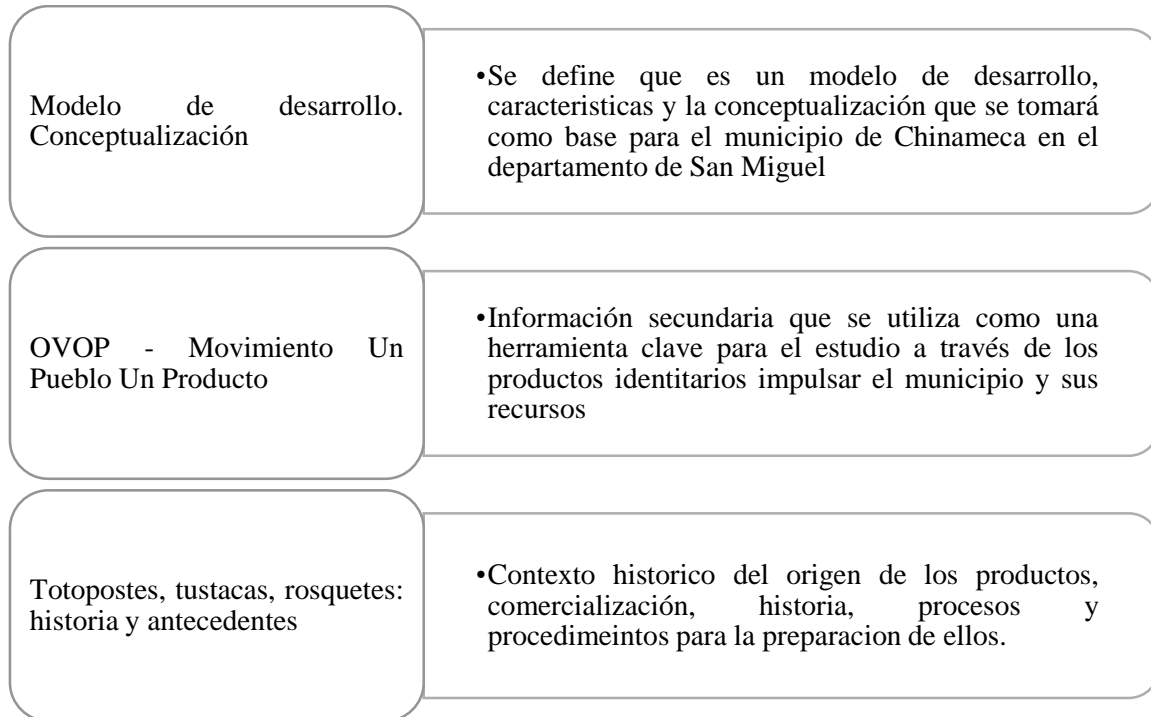 Modelo de desarrollo.
Conceptualización
•Se define que es un modelo de desarrollo,
caracteristicas y la conceptualización que se tomará
como base para el municipio de Chinameca en el
departamento de San Miguel
OVOP - Movimiento Un
Pueblo Un Producto
•Información secundaria que se utiliza como una
herramienta clave para el estudio a través de los
productos identitarios impulsar el municipio y sus
recursos
Totopostes, tustacas, rosquetes:
historia y antecedentes
•Contexto historico del origen de los productos,
comercialización, historia, procesos y
procedimeintos para la preparacion de ellos.